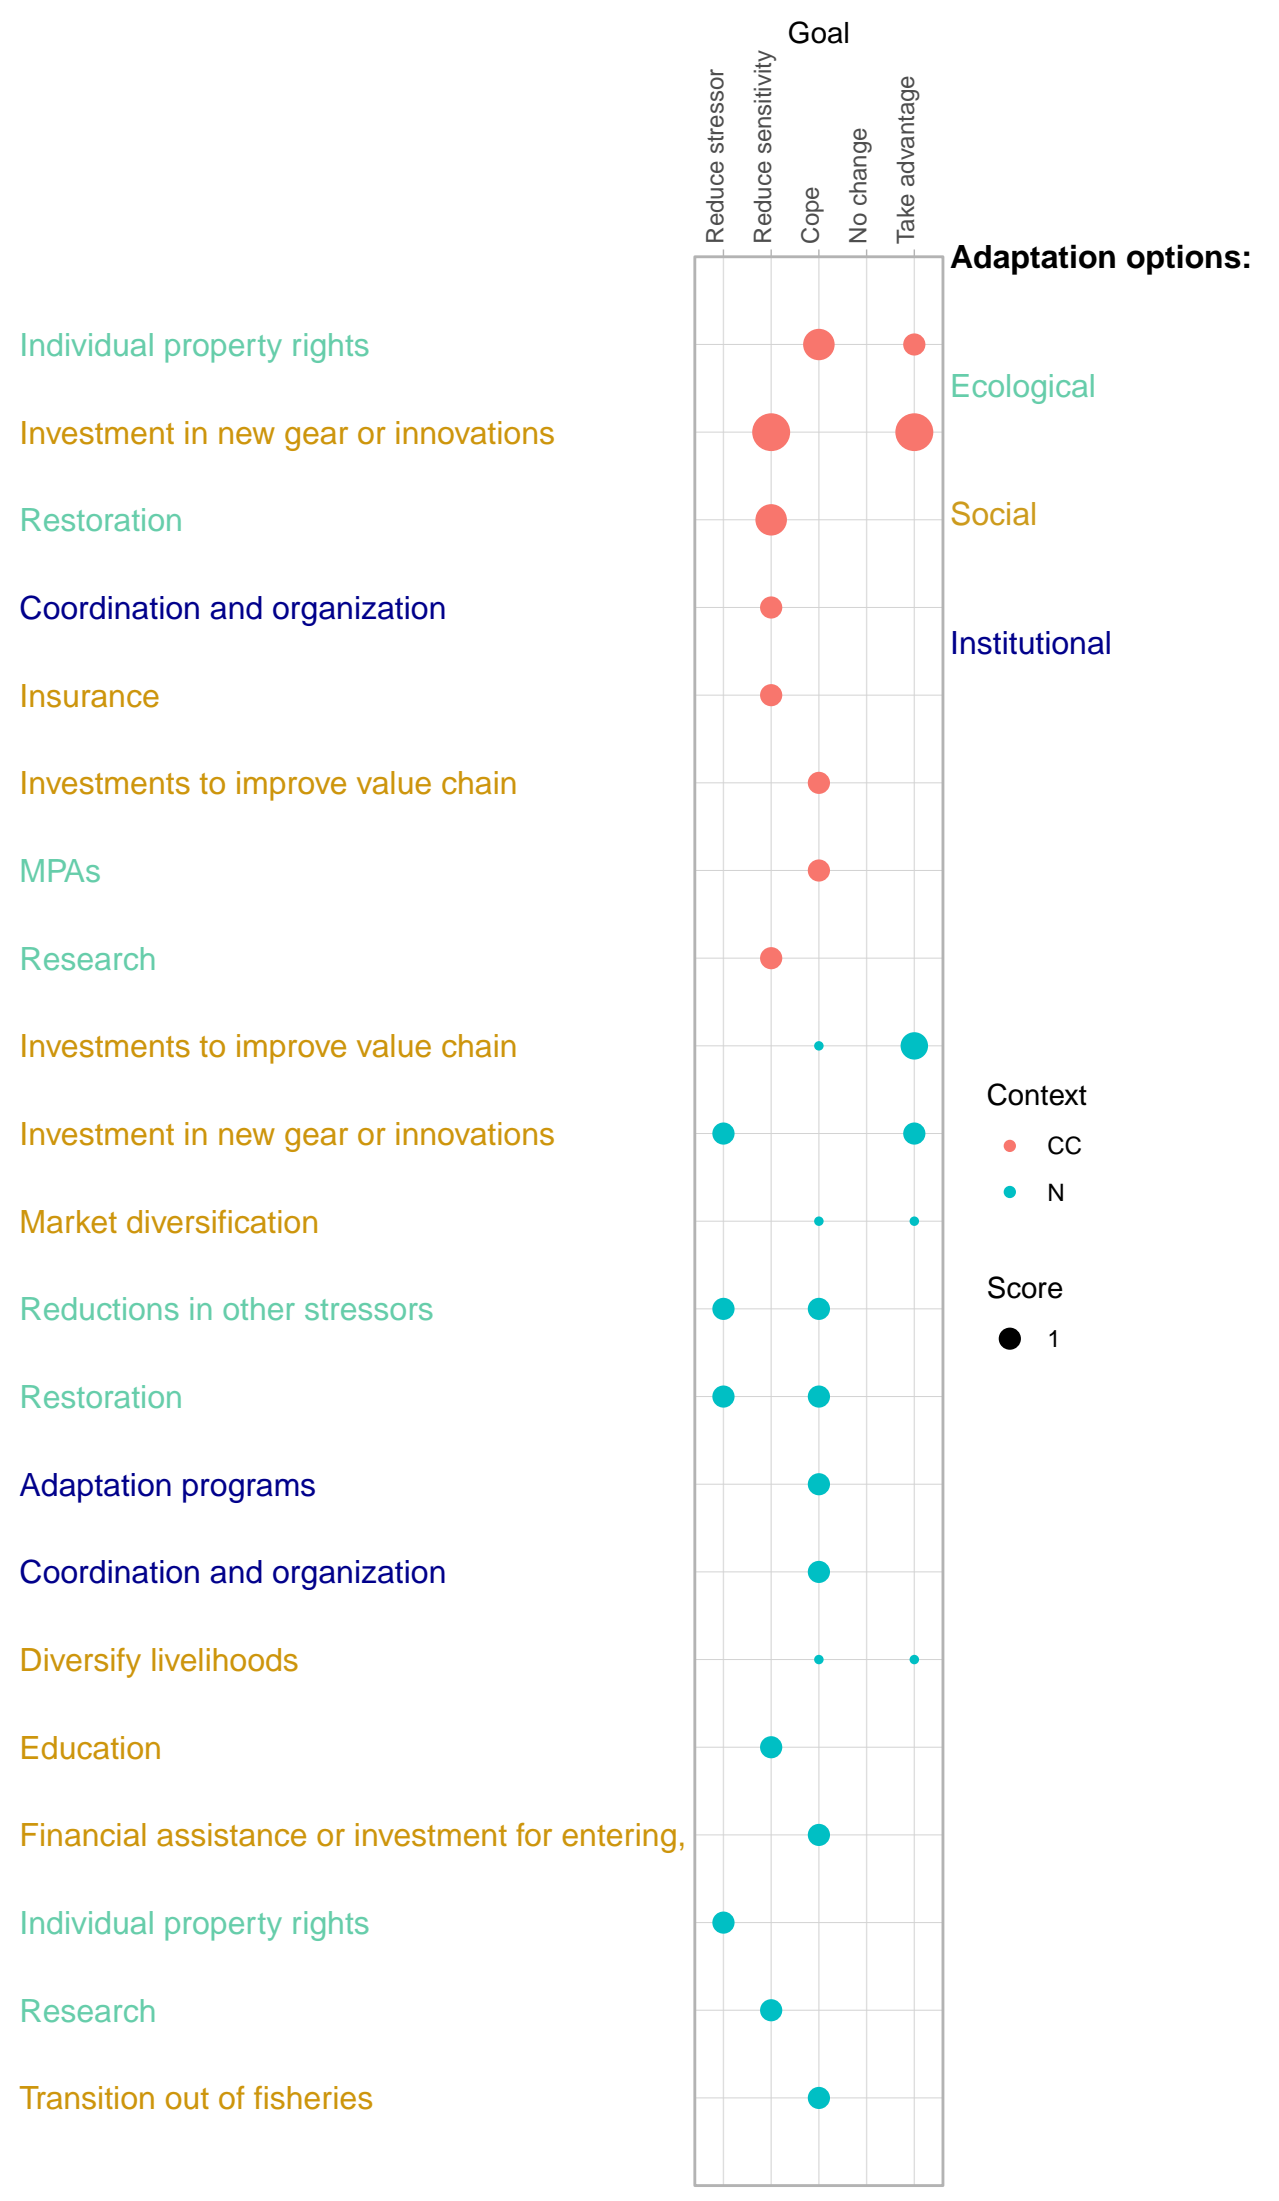 Goal
Reduce stressor
Reduce sensitivity
Cope
No change
Take advantage
Adaptation options:
Individual property rights
Ecological
Investment in new gear or innovations
Restoration
Social
Coordination and organization
Institutional
Insurance
Investments to improve value chain
MPAs
Research
Investments to improve value chain
Context
Investment in new gear or innovations
CC
N
Market diversification
Score
Reductions in other stressors
1
Restoration
Adaptation programs
Coordination and organization
Diversify livelihoods
Education
Financial assistance or investment for entering,
Individual property rights
Research
Transition out of fisheries